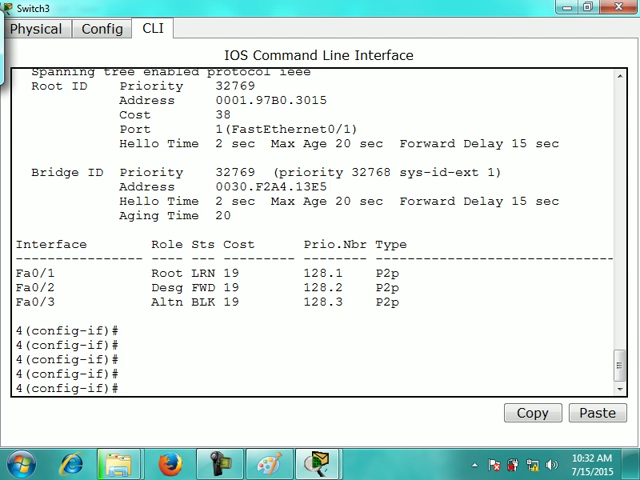 Switch3
Physical Config CLI
IOS Command Line Interface
Spanning tree enabled protocol ieee
Root ID Priority 32769
Address 0001.97B0.3015
Cost 38
Port 1(FastEthernet0/1)
Hello Time 2 sec Max Age 20 sec Forward Delay 15 sec
Bridge ID Priority 32769 (priority 32768 sys-id-ext 1)
Address 0030.F2A4.13E5
Hello Time 2 sec Max Age 20 sec Forward Delay 15 sec
Aging Time 20
Interface Role Sts Cost Prio.Nbr Type
---------------- ---- --- --------- -------- --------------------------------
Fa0/1 Root LRN 19 128.1 P2p
Fa0/2 Desg FWD 19 128.2 P2p
Fa0/3 Altn BLK 19 128.3 P2p
4(config-if)#
4(config-if)#
4(config-if)#
4(config-if)#
4(config-if)#
Copy Paste
10:32 AM
7/15/2015